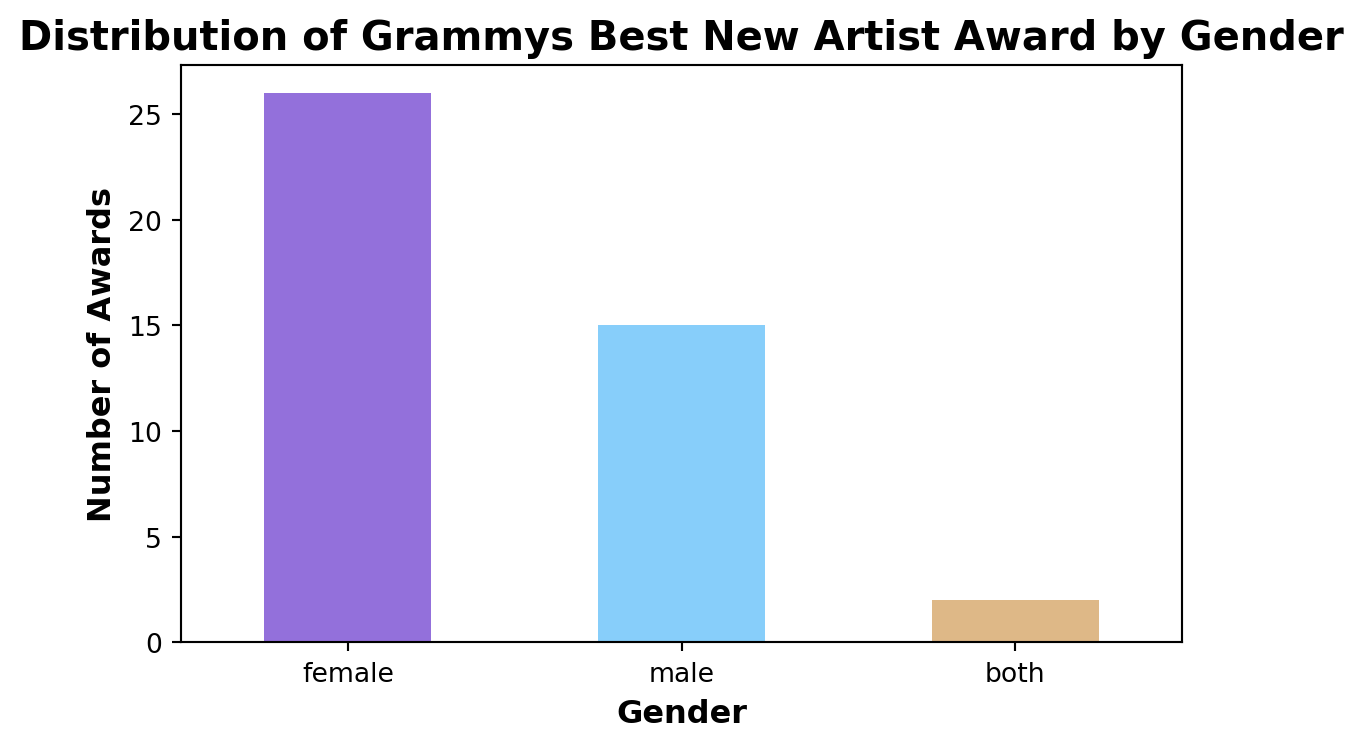 Distribution of Grammys Best New Artist Award by Gender
Number of Awards
25
20
15
10
5
0
female
male
both
Gender